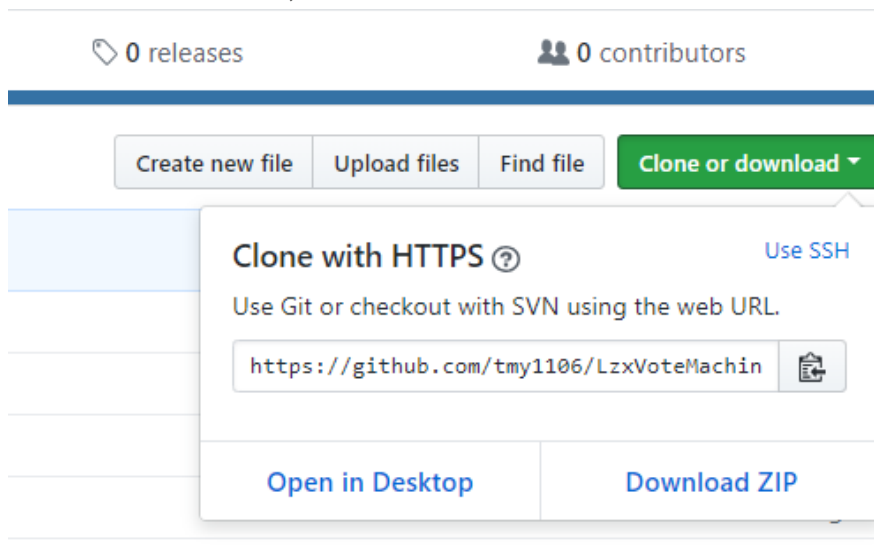 0 releases
0 contributors
Create new file
Upload files
Find file
Clone or download
Clone with HTTPS
Use SSH
Use Git or checkout with SVN using the web URL.
https://github.com/tmy1106/LzxVoteMachin
Open in Desktop
Download ZIP